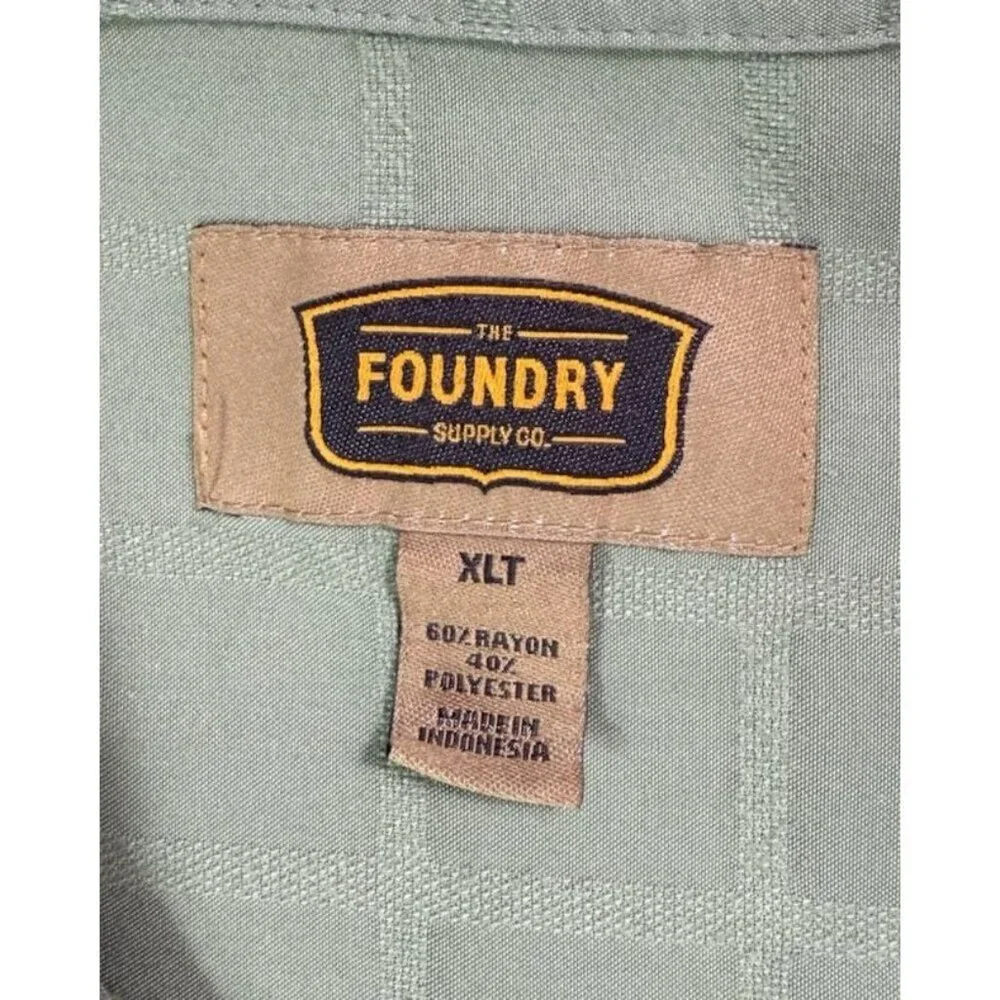 THE
FOUNDRY
SUPPLY CO.
XLT
60% RAYON
40%
POLYESTER
MADE IN
INDONESIA